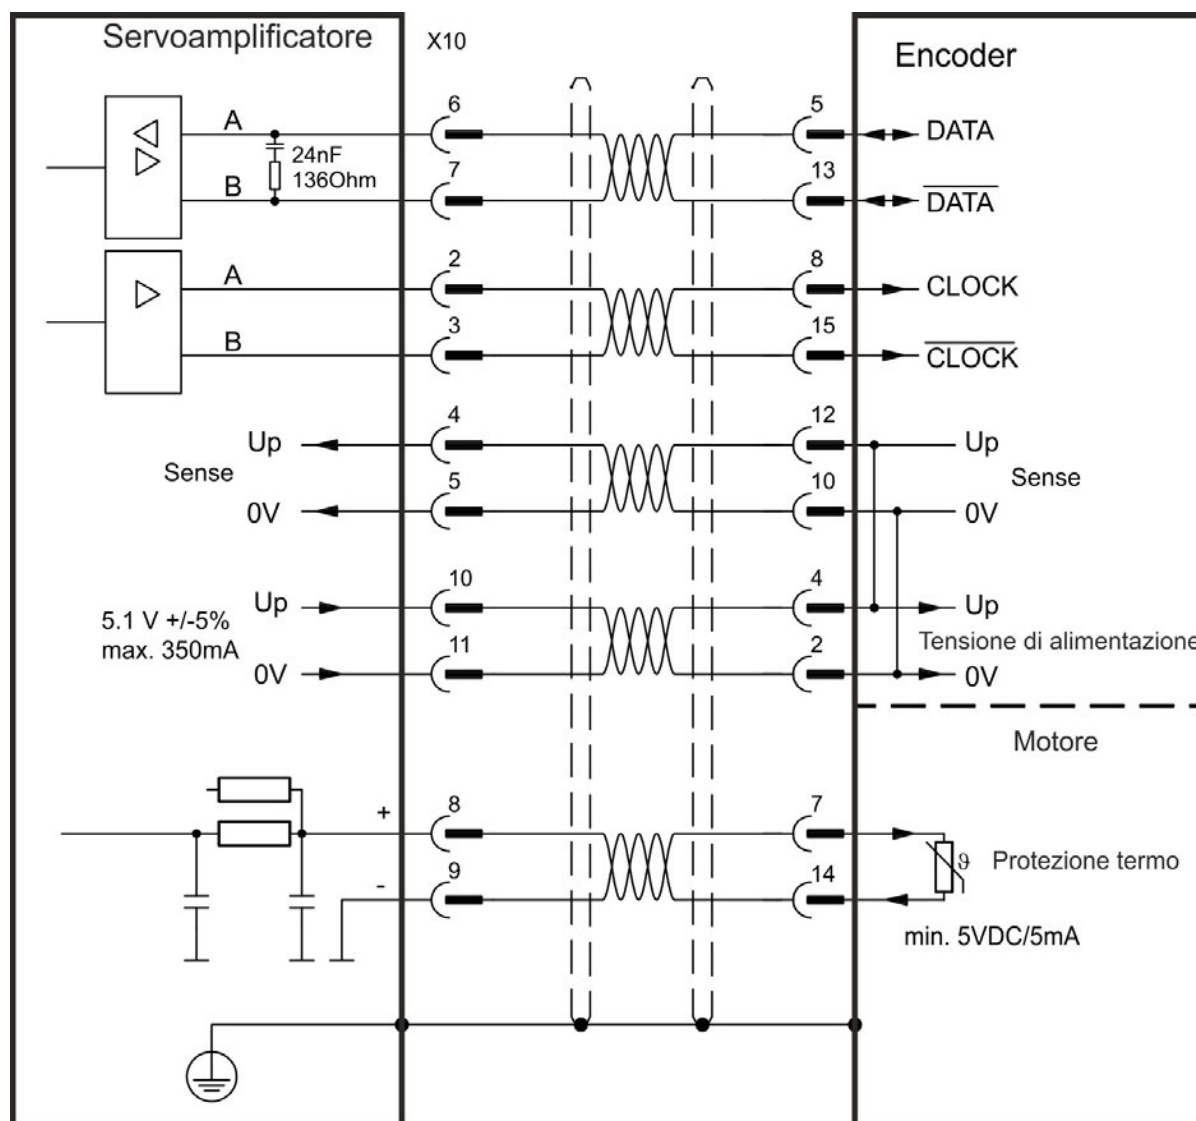 Servoamplificatore
X10
Encoder
A
6
5
DATA
24nF
136Ohm
B
7
13
DATA
A
2
8
CLOCK
B
3
15
CLOCK
Up
4
12
Up
Sense
Sense
0V
5
10
0V
5.1 V +/-5%
max. 350mA
Up
10
4
Up
Tensione di alimentazione
0V
11
2
0V
Motore
+
8
7
ϑ
Protezione termo
-
9
14
min. 5VDC/5mA